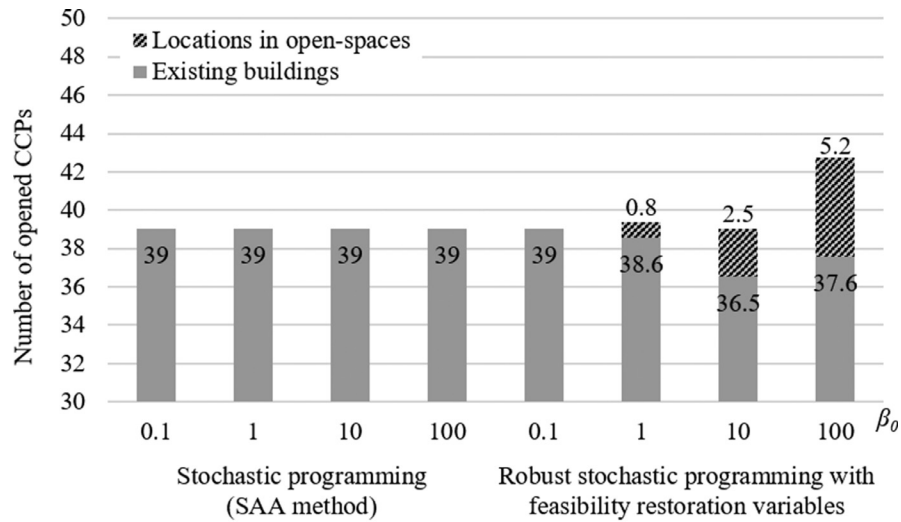 50
48
46
44
42
40
38
36
34
32
30
Number of opened CCPs
Locations in open-spaces
Existing buildings
39
39
39
39
39
0.8
38.6
2.5
36.5
5.2
37.6
0.1 1 10 100 0.1 1 10 100 β₀
Stochastic programming
(SAA method)
Robust stochastic programming with
feasibility restoration variables